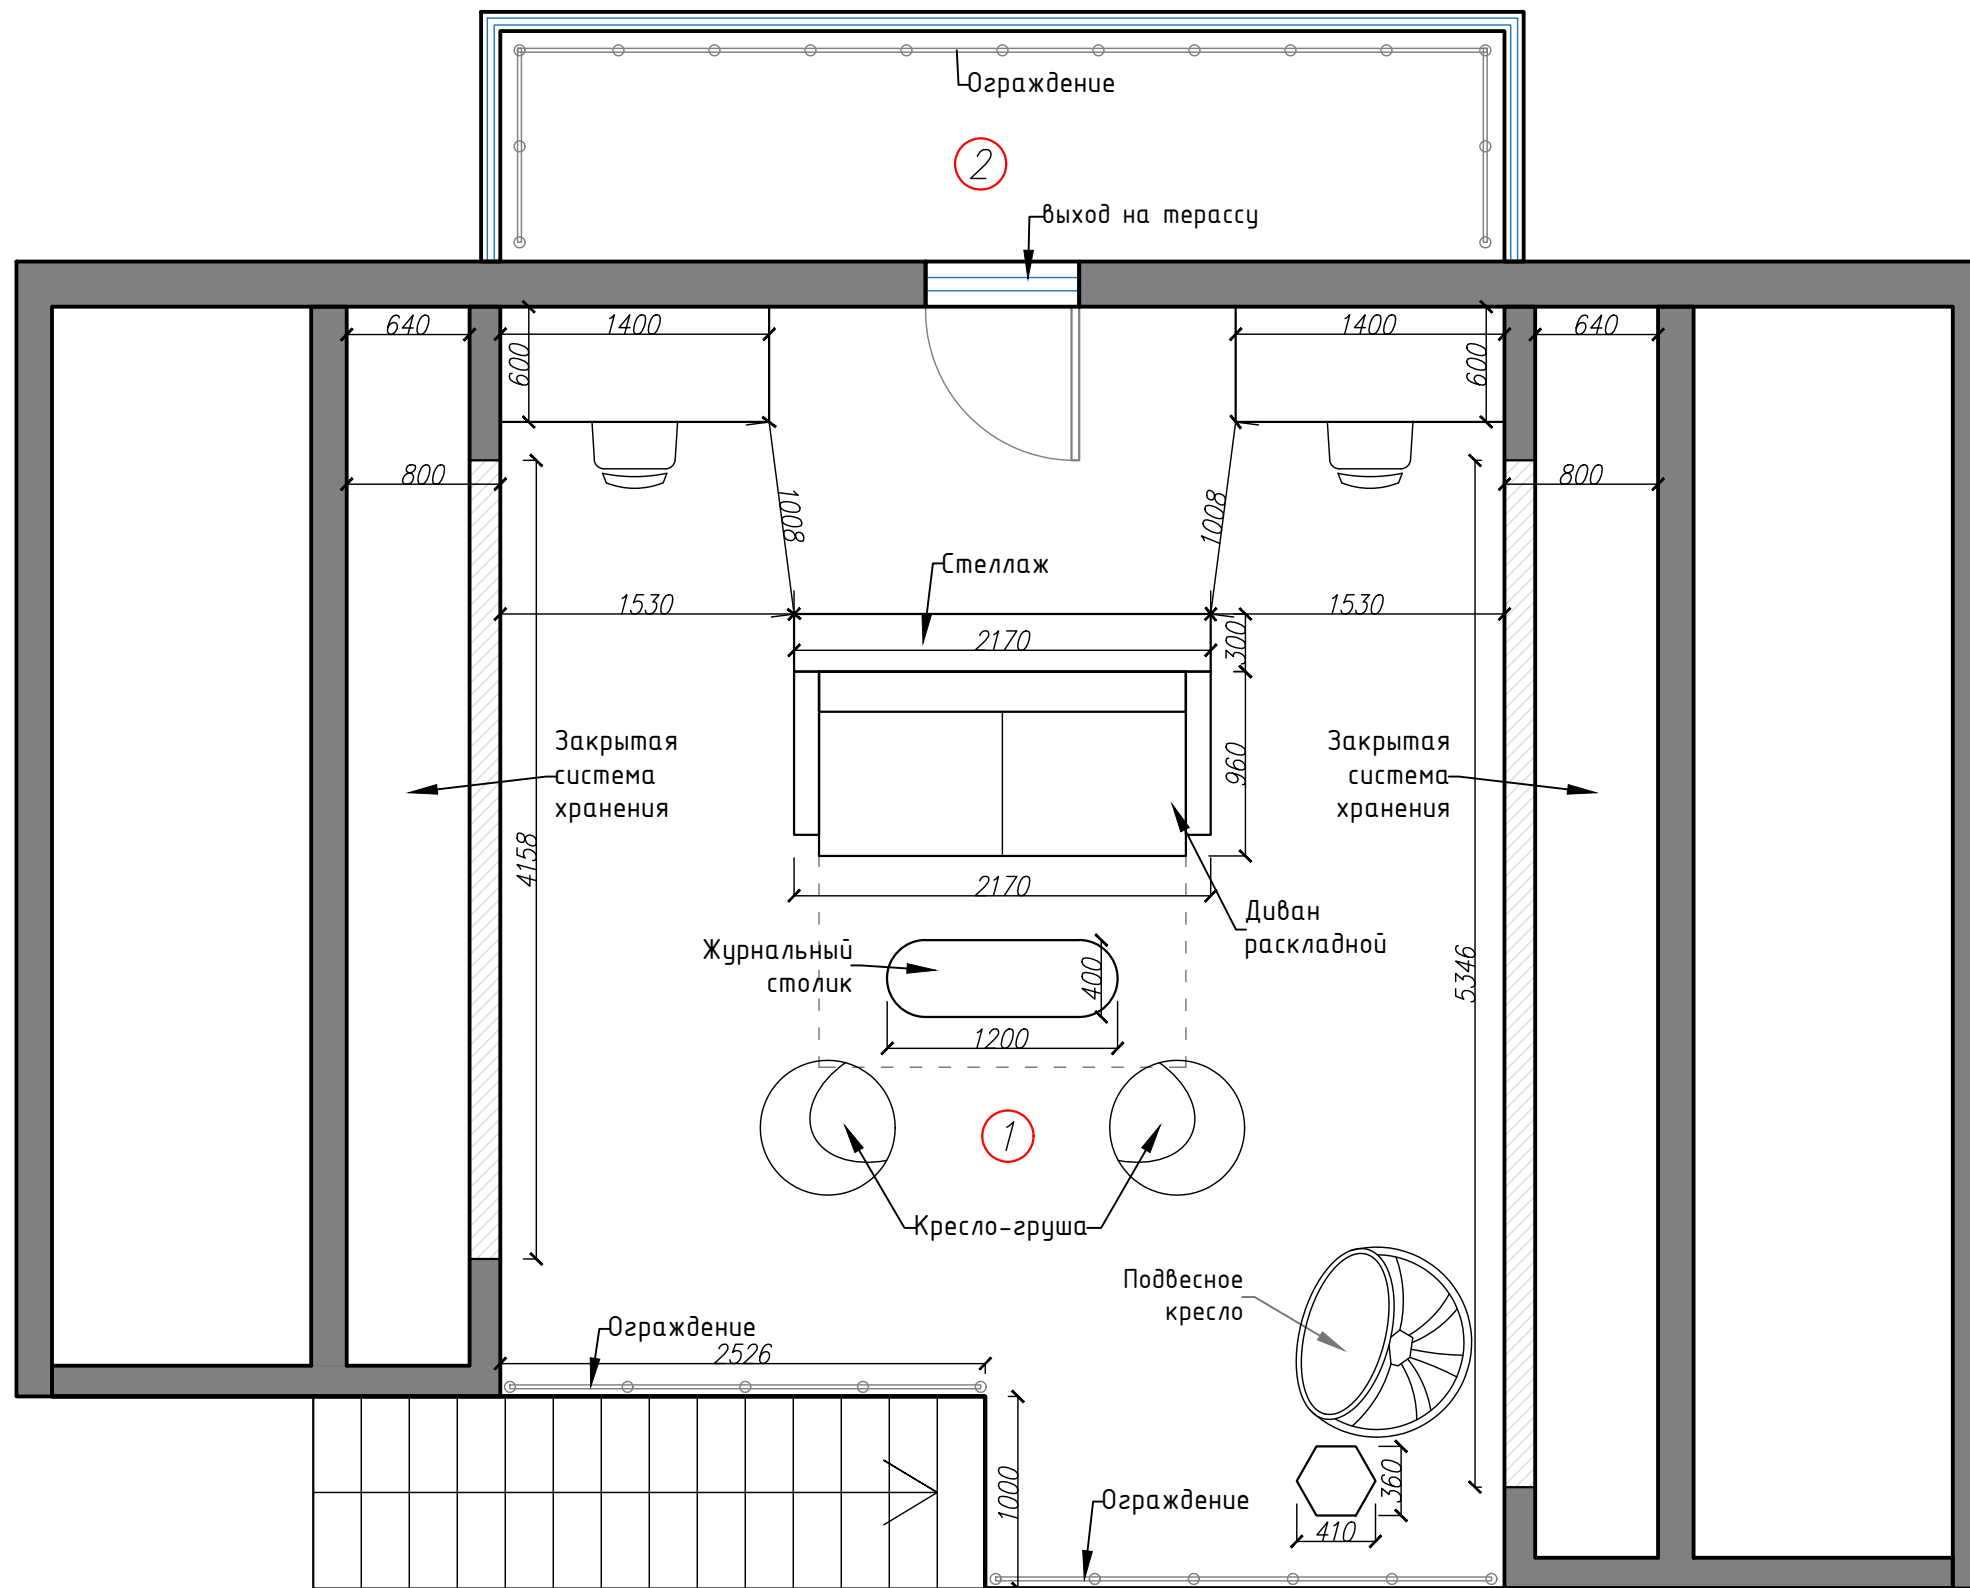 Ограждение
2
выход на терассу
640
1400
1400
640
600
600
800
800
1008
1008
Стеллаж
1530
1530
2170
300
Закрытая
система
хранения
Закрытая
система
хранения
960
4158
2170
Диван
раскладной
Журнальный
столик
400
5346
1200
1
Кресло-груша
Подвесное
кресло
Ограждение
2526
1000
Ограждение
360
410